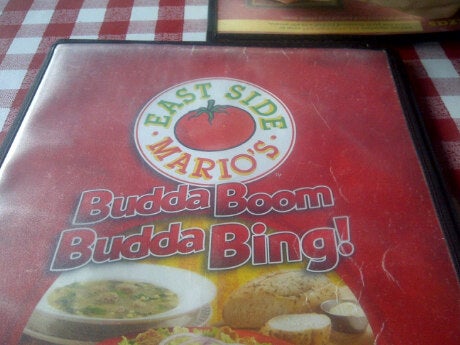 EAST SIDE
MARIO'S
Budda Boom
Budda Bing!